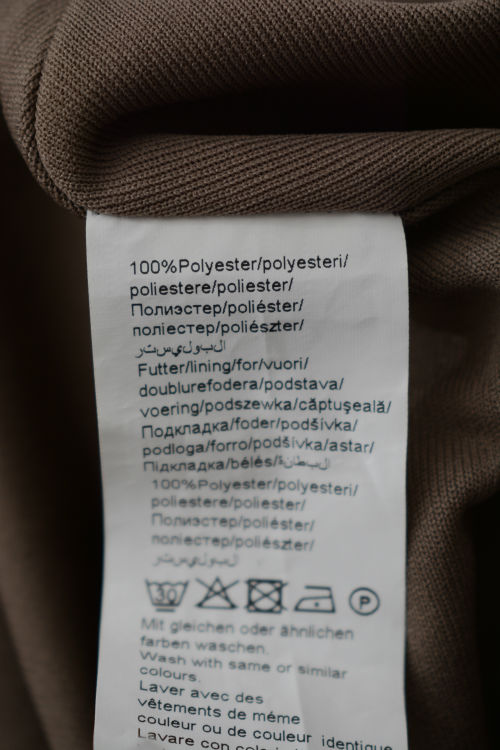 100%Polyester/polyesteri/
poliestere/poliester/
Полиэстер/poliéster/
поліестер/poliészter/
البوليستر
Futter/lining/for/vuori/
doublurefodera/podstava/
voering/podszewka/căptuşeală/
Подкладка/foder/podšívka/
podloga/forro/podšívka/astar/
Підкладка/bélés/البطانة
100%Polyester/polyesteri/
poliestere/poliester/
Полиэстер/poliéster/
поліестер/poliészter/
البوليستر
30 P
Mit gleichen oder ähnlichen
farben waschen.
Wash with same or similar
colours.
Laver avec des
vêtements de méme
couleur ou de couleur identique
Lavare con colo